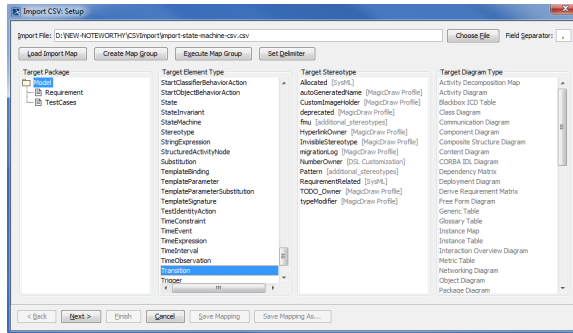 Import CSV: Setup
Import File: D:\NEW-NOTEWORTHY\CSVImport\import-state-machine-csv.csv Choose File Field Separator: ,
Load Import Map Create Map Group Execute Map Group Set Delimiter
Target Package
Model
Requirement
TestCases
Target Element Type
StartClassifierBehaviorAction
StartObjectBehaviorAction
State
StateInvariant
StateMachine
Stereotype
StringExpression
StructuredActivityNode
Substitution
TemplateBinding
TemplateParameter
TemplateParameterSubstitution
TemplateSignature
TestIdentityAction
TimeConstraint
TimeEvent
TimeExpression
TimeInterval
TimeObservation
Transition
Trigger
Target Stereotype
Allocated [SysML]
autoGeneratedName [MagicDraw Profile]
CustomImageHolder [MagicDraw Profile]
deprecated [MagicDraw Profile]
fmu [additional_stereotypes]
HyperlinkOwner [MagicDraw Profile]
InvisibleStereotype [MagicDraw Profile]
migrationLog [MagicDraw Profile]
NumberOwner [DSL Customization]
Pattern [additional_stereotypes]
RequirementRelated [SysML]
TODO_Owner [MagicDraw Profile]
typeModifier [MagicDraw Profile]
Target Diagram Type
Activity Decomposition Map
Activity Diagram
Blackbox ICD Table
Class Diagram
Communication Diagram
Component Diagram
Composite Structure Diagram
Content Diagram
CORBA IDL Diagram
Dependency Matrix
Deployment Diagram
Derive Requirement Matrix
Free Form Diagram
Generic Table
Glossary Table
Instance Map
Instance Table
Interaction Overview Diagram
Metric Table
Networking Diagram
Object Diagram
Package Diagram
< Back Next > Finish Cancel Save Mapping Save Mapping As...